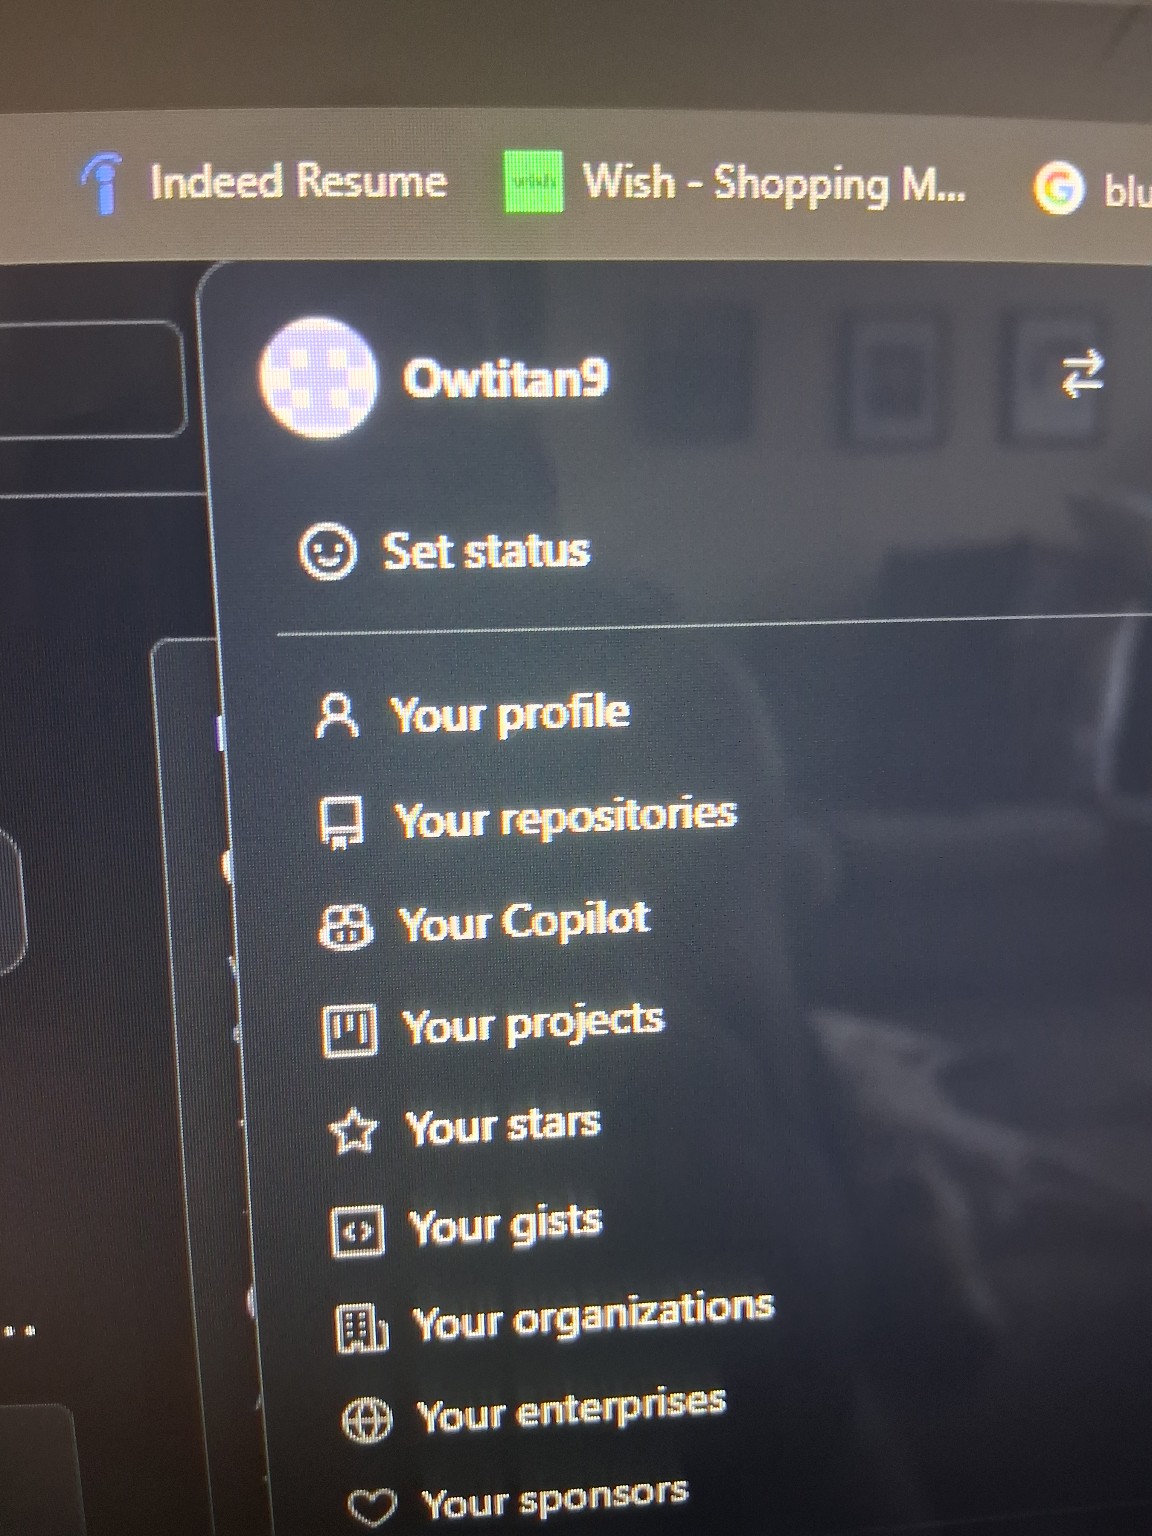 Indeed Resume
wish
Wish - Shopping M...
blu
Owtitan9
Set status
Your profile
Your repositories
Your Copilot
Your projects
Your stars
Your gists
Your organizations
Your enterprises
Your sponsors